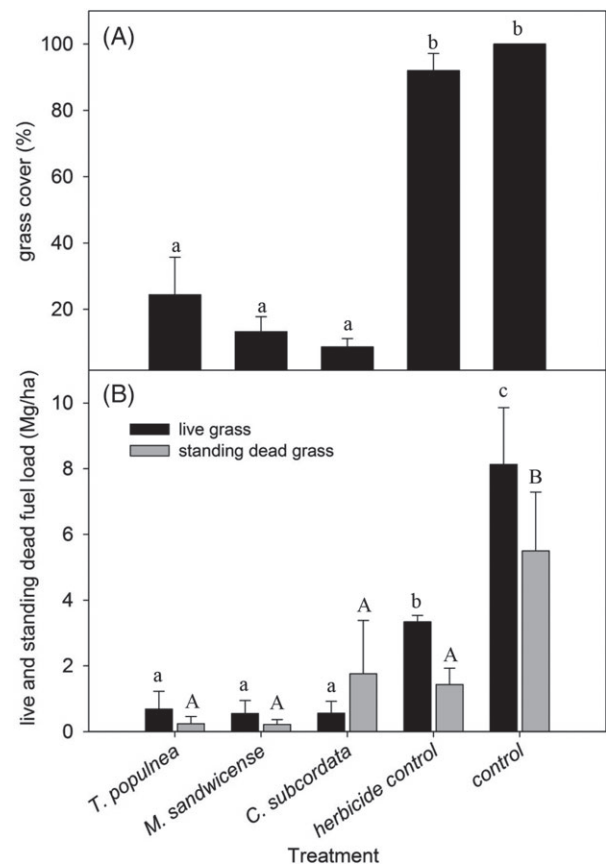 (A)
grass cover (%)
100
80
60
40
20
a
a
a
b
b
(B)
live and standing dead fuel load (Mg/ha)
10
8
6
4
2
0
live grass
standing dead grass
a
A
a
A
a
A
b
A
c
B
T. populnea
M. sandwicense
C. subcordata
herbicide control
control
Treatment